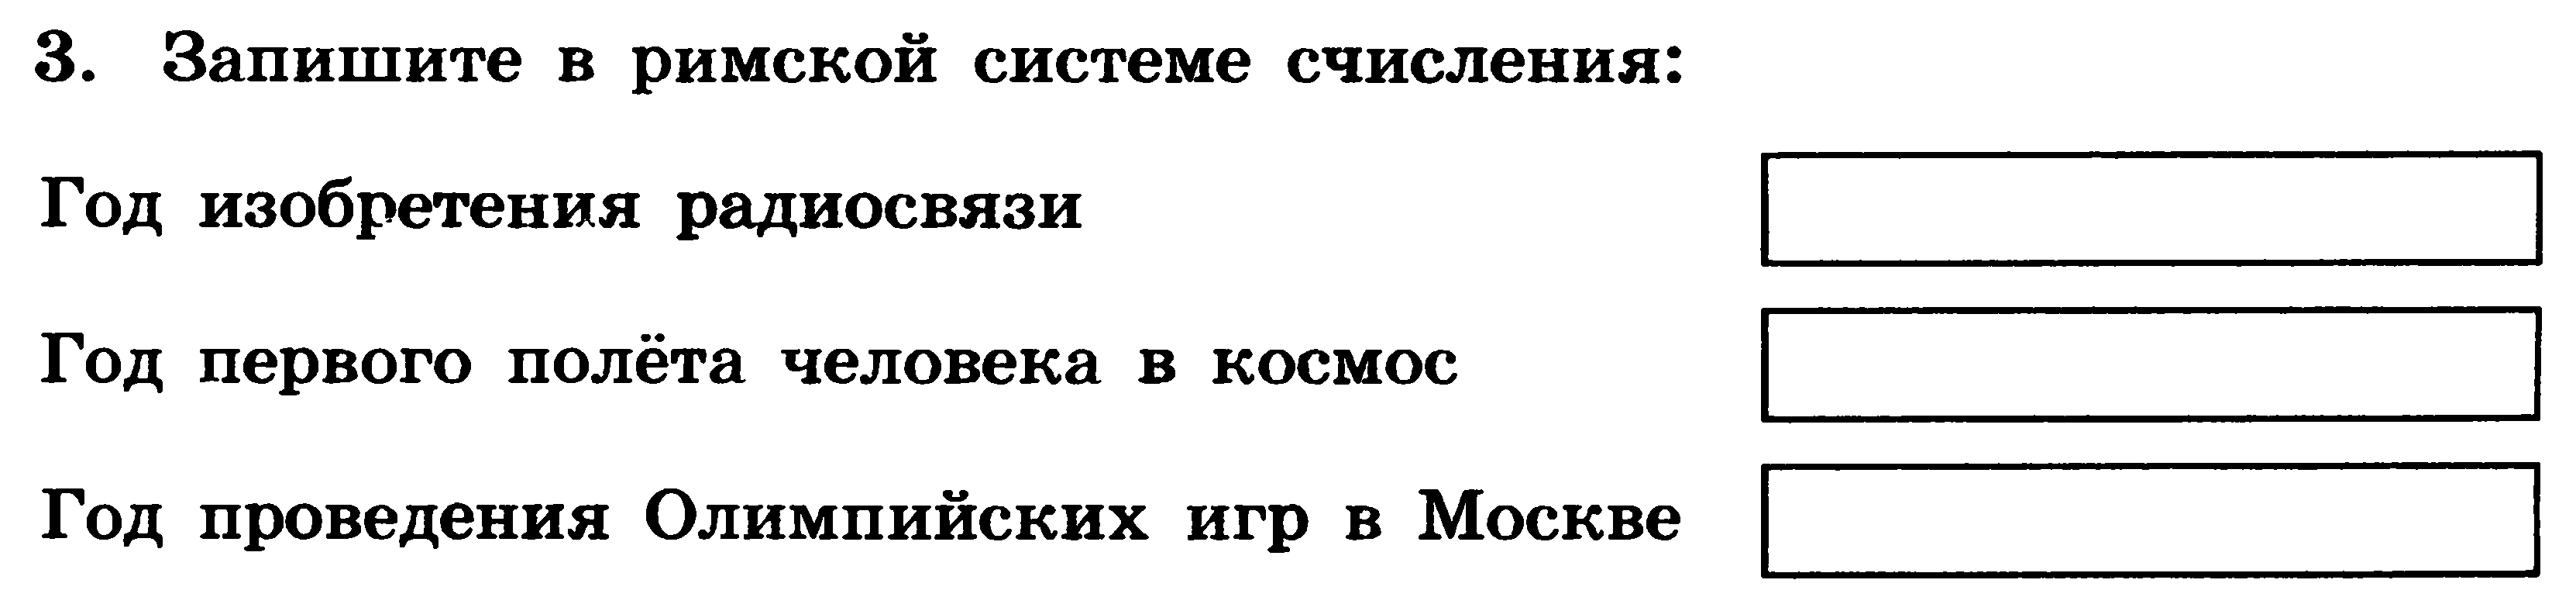 3. Запишите в римской системе счисления:
Год изобретения радиосвязи
Год первого полёта человека в космос
Год проведения Олимпийских игр в Москве